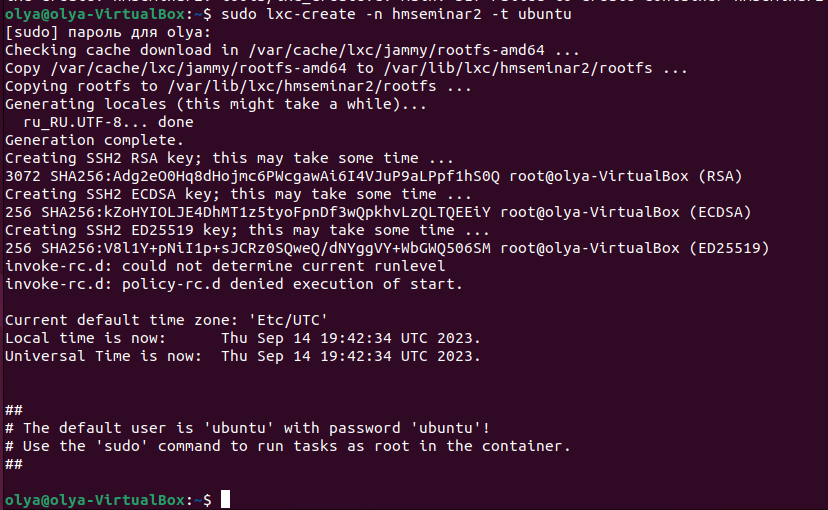 olya@olya-VirtualBox:~$ sudo lxc-create -n hmseminar2 -t ubuntu
[sudo] пароль для olya:
Checking cache download in /var/cache/lxc/jammy/rootfs-amd64 ...
Copy /var/cache/lxc/jammy/rootfs-amd64 to /var/lib/lxc/hmseminar2/rootfs ...
Copying rootfs to /var/lib/lxc/hmseminar2/rootfs ...
Generating locales (this might take a while)...
  ru_RU.UTF-8... done
Generation complete.
Creating SSH2 RSA key; this may take some time ...
3072 SHA256:Adg2eO0Hq8dHojmc6PWcgawAi6I4VJuP9aLPpf1hS0Q root@olya-VirtualBox (RSA)
Creating SSH2 ECDSA key; this may take some time ...
256 SHA256:kZoHYIOLJE4DhMT1z5tyoFpnDf3wQpkhvLzQLTQEEiY root@olya-VirtualBox (ECDSA)
Creating SSH2 ED25519 key; this may take some time ...
256 SHA256:V8l1Y+pNiI1p+sJCRz0SQweQ/dNYggVY+WbGWQ506SM root@olya-VirtualBox (ED25519)
invoke-rc.d: could not determine current runlevel
invoke-rc.d: policy-rc.d denied execution of start.
Current default time zone: 'Etc/UTC'
Local time is now:      Thu Sep 14 19:42:34 UTC 2023.
Universal Time is now:  Thu Sep 14 19:42:34 UTC 2023.
##
# The default user is 'ubuntu' with password 'ubuntu'!
# Use the 'sudo' command to run tasks as root in the container.
##
olya@olya-VirtualBox:~$